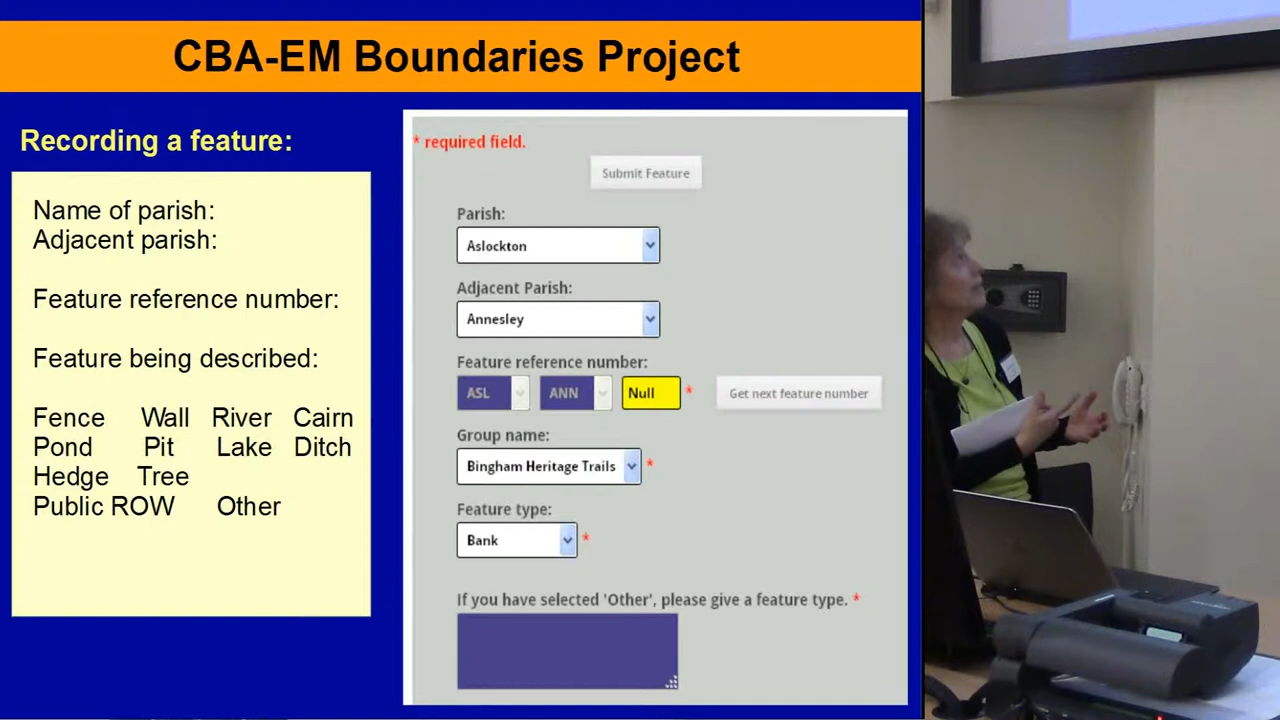 CBA-EM Boundaries Project
Recording a feature:
Name of parish:
Adjacent parish:
Feature reference number:
Feature being described:
Fence Wall River Cairn
Pond Pit Lake Ditch
Hedge Tree
Public ROW Other
* required field.
Submit Feature
Parish:
Aslockton
Adjacent Parish:
Annesley
Feature reference number:
ASL ANN Null * Get next feature number
Group name:
Bingham Heritage Trails *
Feature type:
Bank *
If you have selected 'Other', please give a feature type. *